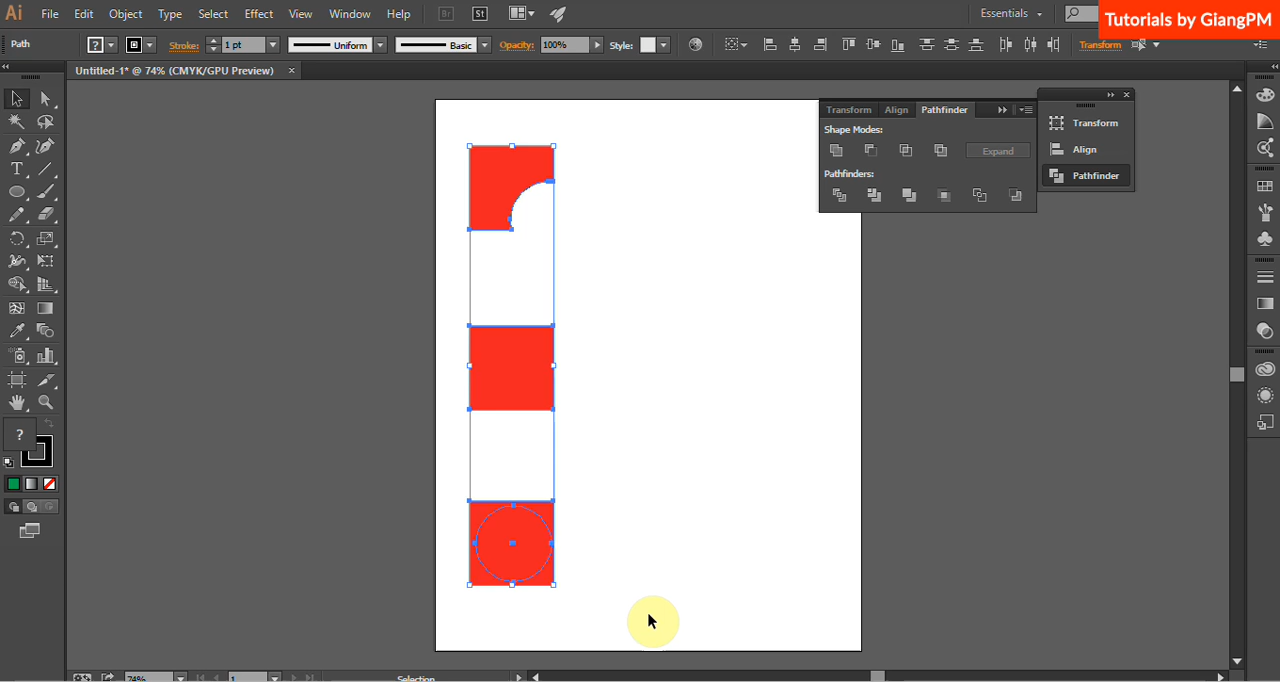 Ai File Edit Object Type Select Effect View Window Help Br St Essentials
Tutorials by GiangPM
Path ? Stroke: 1 pt Uniform Basic Opacity: 100% Style: Transform
Untitled-1* @ 74% (CMYK/GPU Preview) ×
Transform Align Pathfinder
Shape Modes:
Expand
Pathfinders:
Transform
Align
Pathfinder
T
?
74% 1 Selection